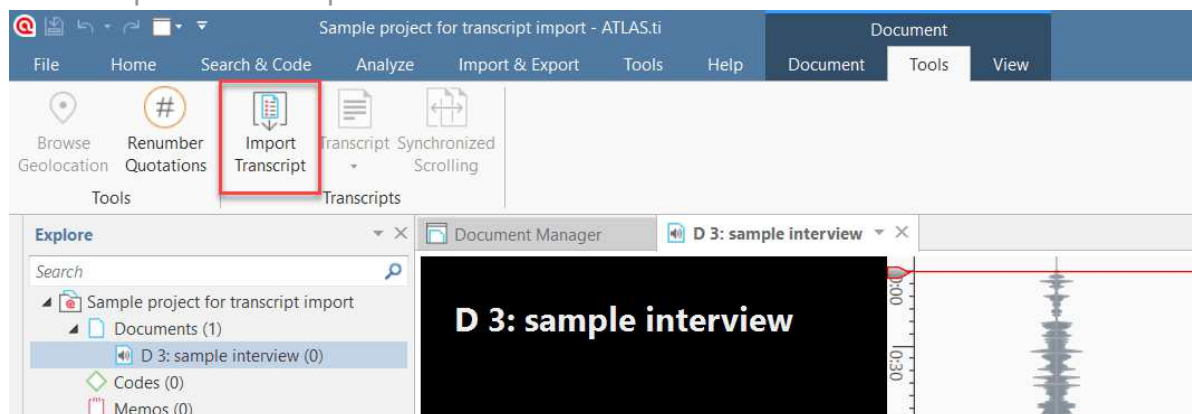 Sample project for transcript import - ATLAS.ti
Document
File Home Search & Code Analyze Import & Export Tools Help Document Tools View
#
Browse Geolocation
Renumber Quotations
Import Transcript
Transcript
Synchronized Scrolling
Tools
Transcripts
Explore
Document Manager
D 3: sample interview
Search
Sample project for transcript import
Documents (1)
D 3: sample interview (0)
Codes (0)
Memos (0)
D 3: sample interview
0:00
0:30